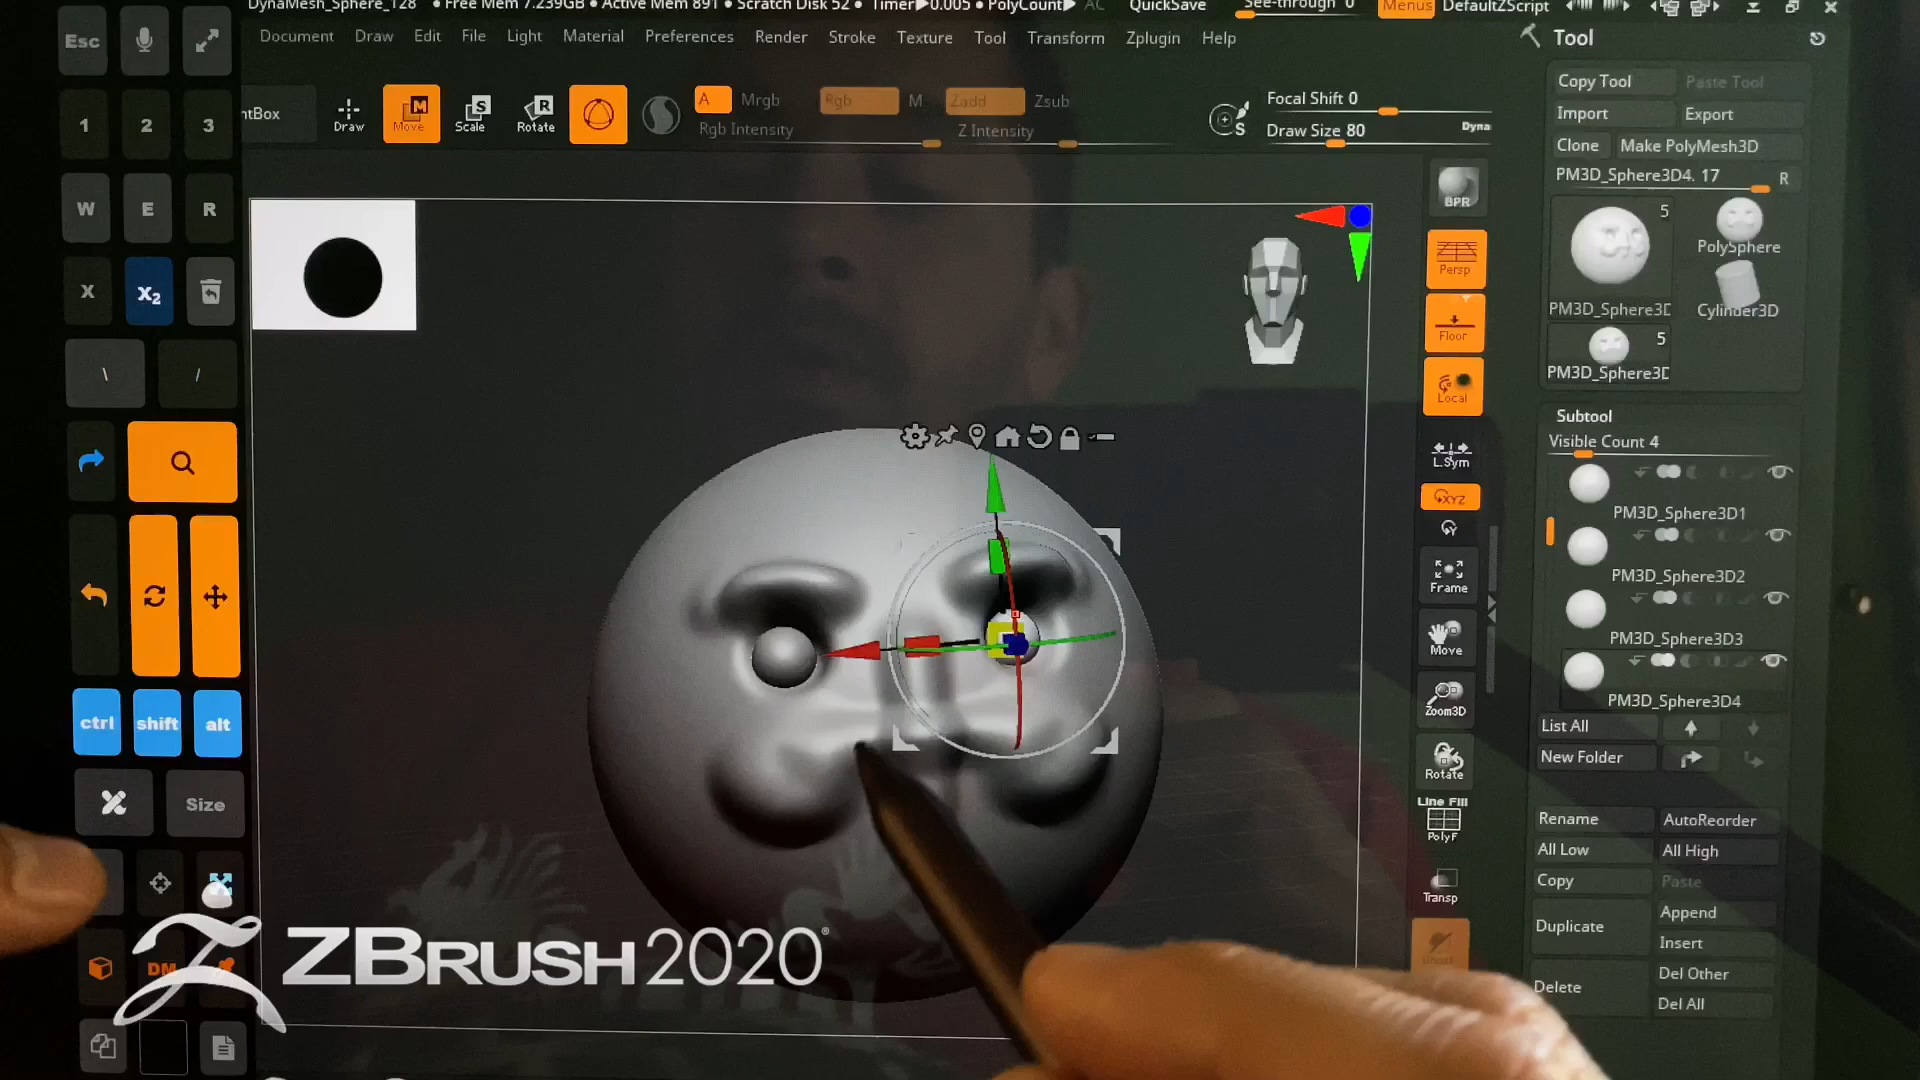 DynaMesh_Sphere_128 • Free Mem 7.239GB • Active Mem 891 • Scratch Disk 52 • Timer▶0.005 • PolyCount▶ AC QuickSave See-through 0 Menus DefaultZScript
Document Draw Edit File Light Material Preferences Render Stroke Texture Tool Transform Zplugin Help
ntBox
Draw
M
Move
S
Scale
R
Rotate
A Mrgb Rgb M Zadd Zsub
Rgb Intensity Z Intensity
S
Focal Shift 0
Draw Size 80 Dyna
Esc
1 2 3
W E R
X X2
\ /
ctrl shift alt
Size
DM
ZBRUSH 2020®
BPR
Persp
Floor
Local
L.Sym
XYZ
Y
Frame
Move
Zoom3D
Rotate
Line Fill
PolyF
Transp
Ghost
Tool
Copy Tool Paste Tool
Import Export
Clone Make PolyMesh3D
PM3D_Sphere3D4. 17 R
5
PolySphere
PM3D_Sphere3D Cylinder3D
5
PM3D_Sphere3D
Subtool
Visible Count 4
PM3D_Sphere3D1
PM3D_Sphere3D2
PM3D_Sphere3D3
PM3D_Sphere3D4
List All
New Folder
Rename AutoReorder
All Low All High
Copy Paste
Duplicate Append
Insert
Delete Del Other
Del All